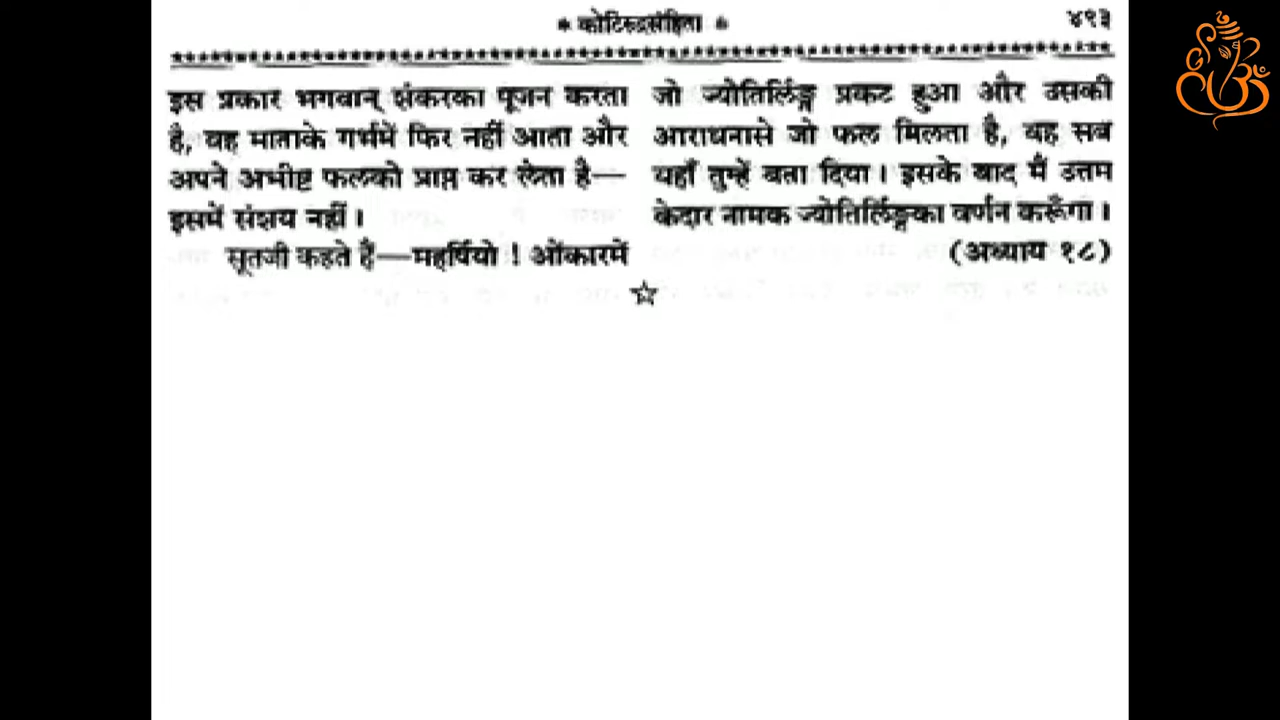 * कोटिरुद्रसंहिता *
४९३
इस प्रकार भगवान् शंकरका पूजन करता
है, वह माताके गर्भमें फिर नहीं आता और
अपने अभीष्ट फलको प्राप्त कर लेता है—
इसमें संशय नहीं।
सूतजी कहते हैं—महर्षियो ! ओंकारमें
जो ज्योतिर्लिङ्ग प्रकट हुआ और उसकी
आराधनासे जो फल मिलता है, वह सब
यहाँ तुम्हें बता दिया। इसके बाद मैं उत्तम
केदार नामक ज्योतिर्लिङ्गका वर्णन करूँगा।
(अध्याय १८)